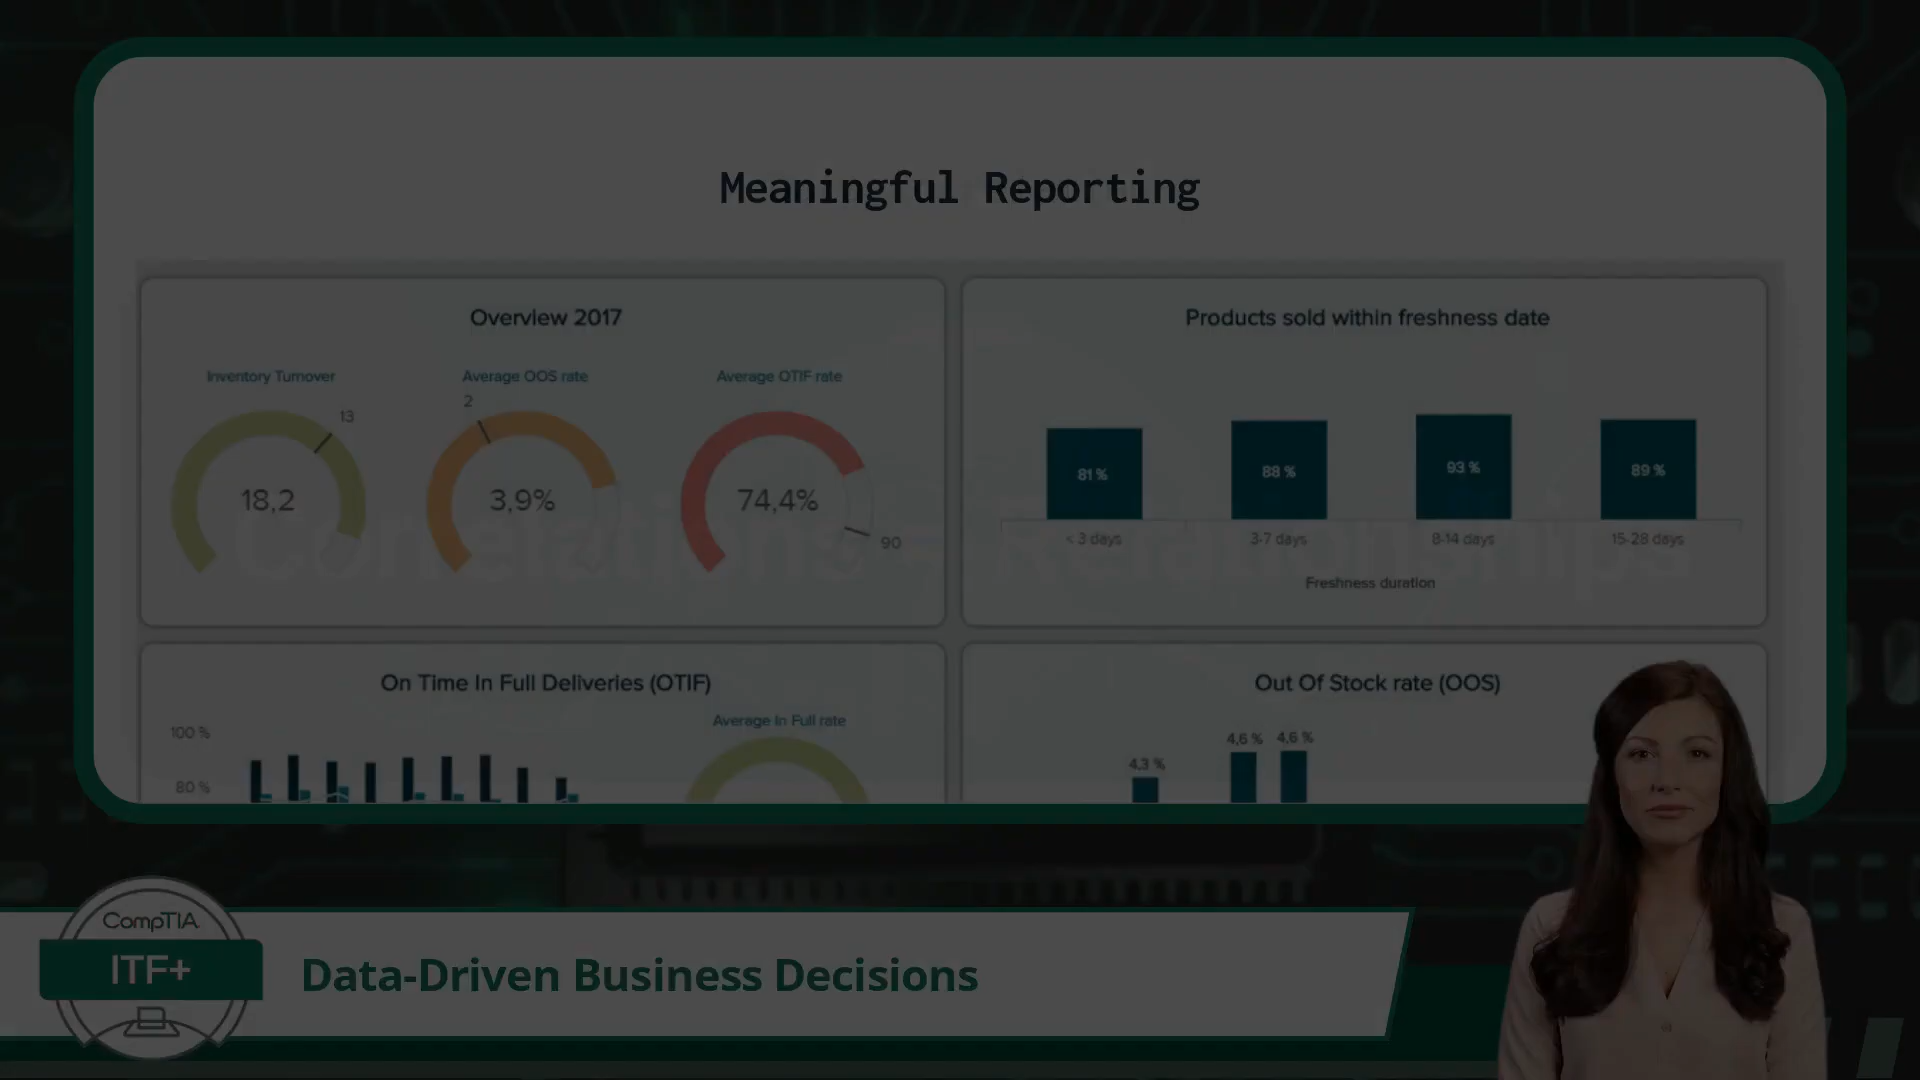 Meaningful Reporting
Overview 2017
Inventory Turnover
Average OOS rate
Average OTIF rate
13
2
90
18,2
3,9%
74,4%
Products sold within freshness date
81 %
88 %
93 %
89 %
< 3 days
3-7 days
8-14 days
15-28 days
Freshness duration
Correlations = Relationships
On Time In Full Deliveries (OTIF)
Average In Full rate
100 %
80 %
Out Of Stock rate (OOS)
4,3 %
4,6 %
4,6 %
CompTIA
ITF+
Data-Driven Business Decisions